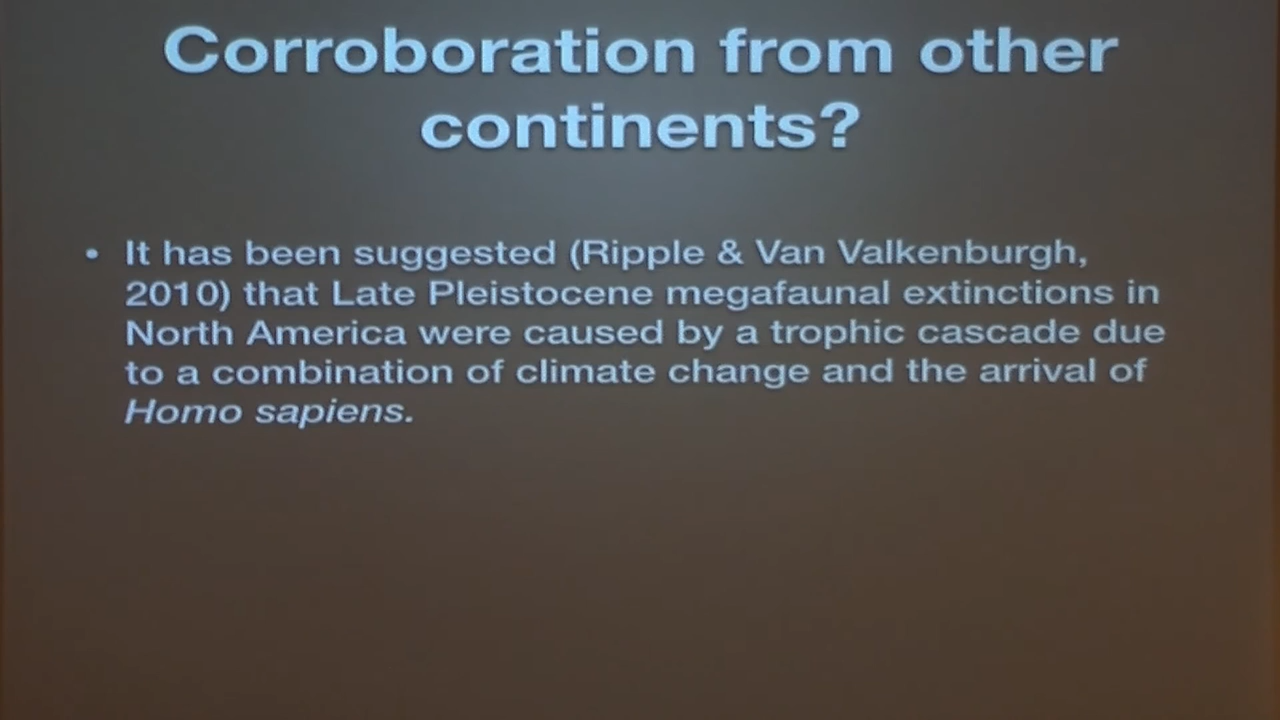 Corroboration from other
continents?
• It has been suggested (Ripple & Van Valkenburgh,
2010) that Late Pleistocene megafaunal extinctions in
North America were caused by a trophic cascade due
to a combination of climate change and the arrival of
Homo sapiens.